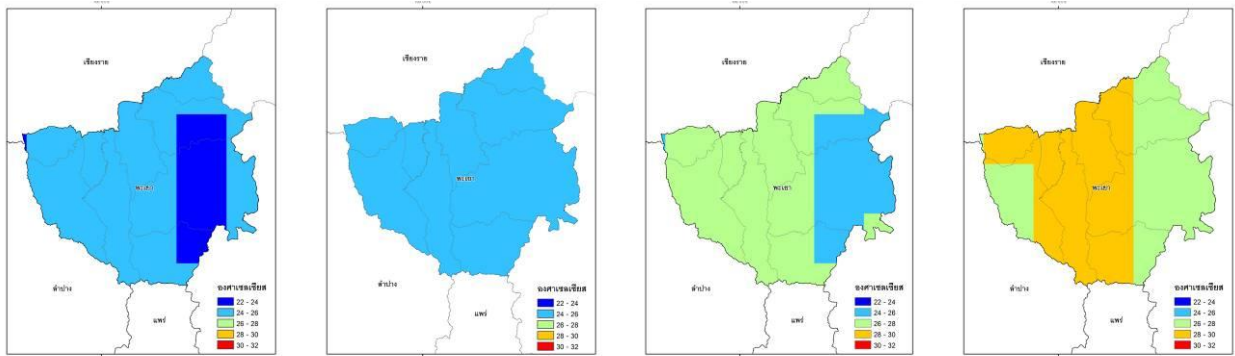 เชียงราย
พะเยา
ลำปาง
แพร่
องศาเซลเซียส
22 - 24
24 - 26
26 - 28
28 - 30
30 - 32
เชียงราย
พะเยา
ลำปาง
แพร่
องศาเซลเซียส
22 - 24
24 - 26
26 - 28
28 - 30
30 - 32
เชียงราย
พะเยา
ลำปาง
แพร่
องศาเซลเซียส
22 - 24
24 - 26
26 - 28
28 - 30
30 - 32
เชียงราย
พะเยา
ลำปาง
แพร่
องศาเซลเซียส
22 - 24
24 - 26
26 - 28
28 - 30
30 - 32